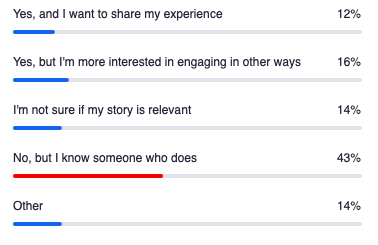 Yes, and I want to share my experience 12%
Yes, but I'm more interested in engaging in other ways 16%
I'm not sure if my story is relevant 14%
No, but I know someone who does 43%
Other 14%